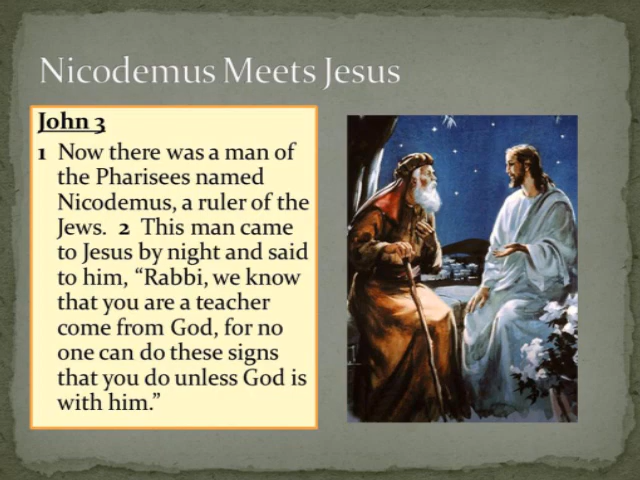 Nicodemus Meets Jesus
John 3
1 Now there was a man of
the Pharisees named
Nicodemus, a ruler of the
Jews. 2 This man came
to Jesus by night and said
to him, “Rabbi, we know
that you are a teacher
come from God, for no
one can do these signs
that you do unless God is
with him.”